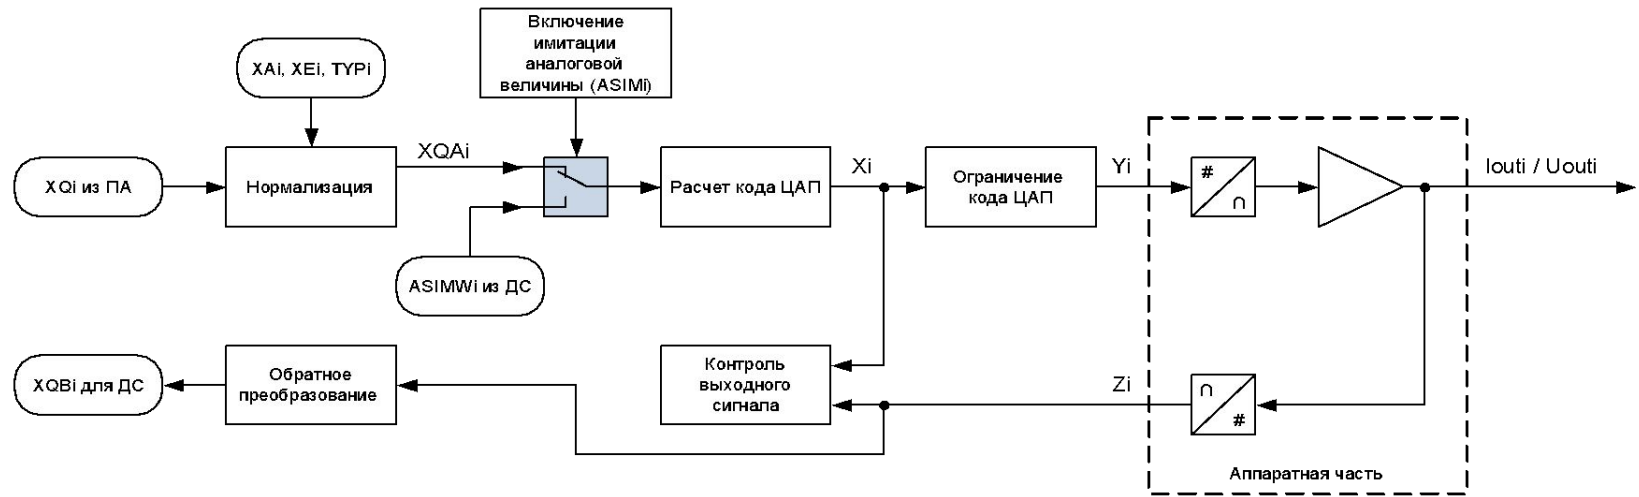 Включение
имитации
аналоговой
величины (ASIMi)
XAi, XEi, TYPi
XQi из ПА
Нормализация
XQAi
Расчет кода ЦАП
Xi
Ограничение
кода ЦАП
Yi
#
∩
Iouti / Uouti
ASIMWi из ДС
XQBi для ДС
Обратное
преобразование
Контроль
выходного
сигнала
Zi
∩
#
Аппаратная часть